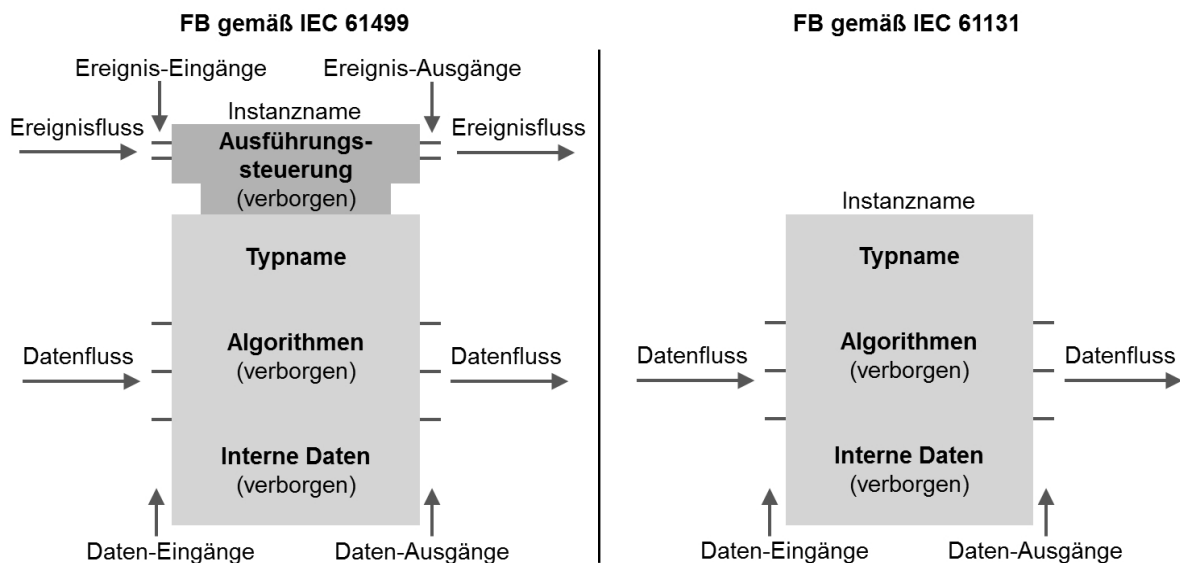 FB gemäß IEC 61499
Ereignis-Eingänge
Ereignis-Ausgänge
Instanzname
Ereignisfluss
Ausführungs-
steuerung
(verborgen)
Ereignisfluss
Typname
Datenfluss
Algorithmen
(verborgen)
Datenfluss
Interne Daten
(verborgen)
Daten-Eingänge
Daten-Ausgänge
FB gemäß IEC 61131
Instanzname
Typname
Datenfluss
Algorithmen
(verborgen)
Datenfluss
Interne Daten
(verborgen)
Daten-Eingänge
Daten-Ausgänge